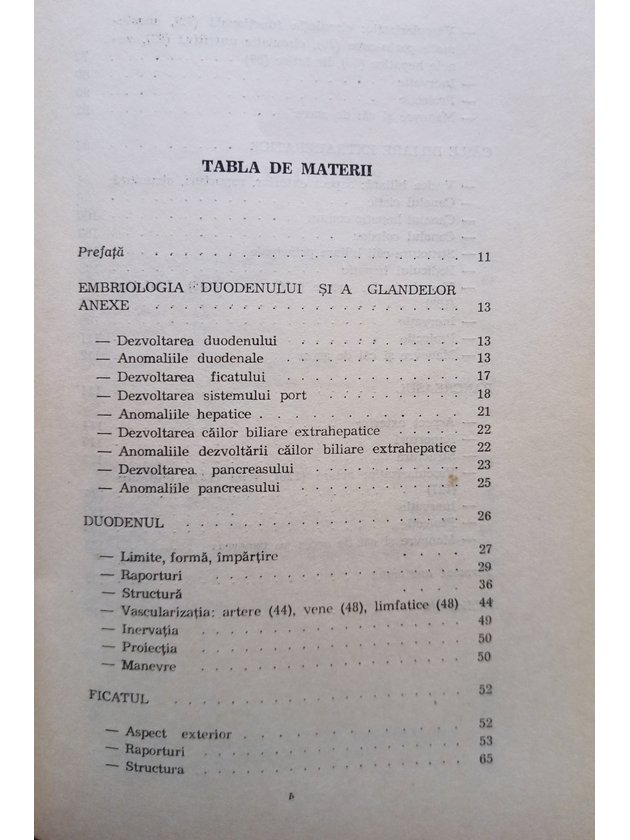 TABLA DE MATERII
Prefață . . . . . . . . . . . . . . . . . 11
EMBRIOLOGIA DUODENULUI ȘI A GLANDELOR
ANEXE . . . . . . . . . . . . . . . . . 13
— Dezvoltarea duodenului . . . . . . . . . 13
— Anomaliile duodenale . . . . . . . . . 13
— Dezvoltarea ficatului . . . . . . . . . 17
— Dezvoltarea sistemului port . . . . . . . 18
— Anomaliile hepatice . . . . . . . . . . 21
— Dezvoltarea căilor biliare extrahepatice . . . . 22
— Anomaliile dezvoltării căilor biliare extrahepatice 22
— Dezvoltarea pancreasului . . . . . . . . 23
— Anomaliile pancreasului . . . . . . . . 25
DUODENUL . . . . . . . . . . . . . . . 26
— Limite, formă, împărțire . . . . . . . . . 27
— Raporturi . . . . . . . . . . . . . 29
— Structură . . . . 36
— Vascularizația: artere (44), vene (48), limfatice (48) 44
— Inervația . . . . . . . . . . . . . 49
— Proiecția . . . . . . . . . . . . . 50
— Manevre . . . . . . . . . . . . . 50
FICATUL . . . . . . . . . . . . . . . 52
— Aspect exterior . . . . . . . . . . . 52
— Raporturi . . . . . . . . . . . . . 53
— Structura . . . . . . . . . . . . . 65